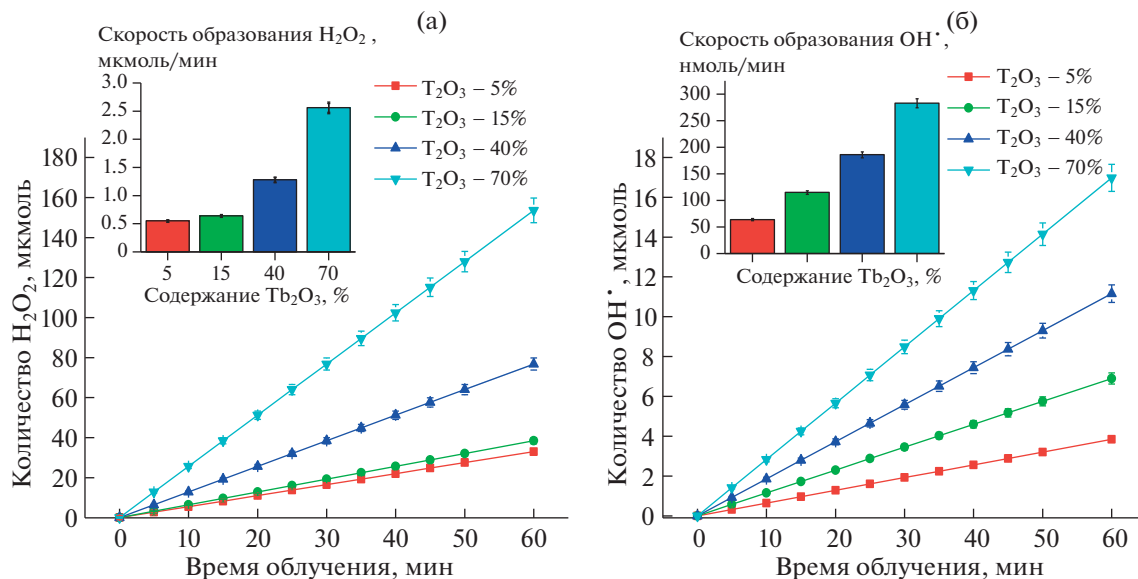 (а)
Скорость образования H₂O₂ ,
мкмоль/мин
3.0
2.5
2.0
1.5
1.0
0.5
0
5 15 40 70
Содержание Tb₂O₃, %
T₂O₃ – 5%
T₂O₃ – 15%
T₂O₃ – 40%
T₂O₃ – 70%
Количество H₂O₂, мкмоль
180
160
140
120
100
80
60
40
20
0
0 10 20 30 40 50 60
Время облучения, мин
(б)
Скорость образования OH˙,
нмоль/мин
300
250
200
150
100
50
0
Содержание Tb₂O₃, %
T₂O₃ – 5%
T₂O₃ – 15%
T₂O₃ – 40%
T₂O₃ – 70%
Количество OH˙, мкмоль
18
16
14
12
10
8
6
4
2
0
0 10 20 30 40 50 60
Время облучения, мин